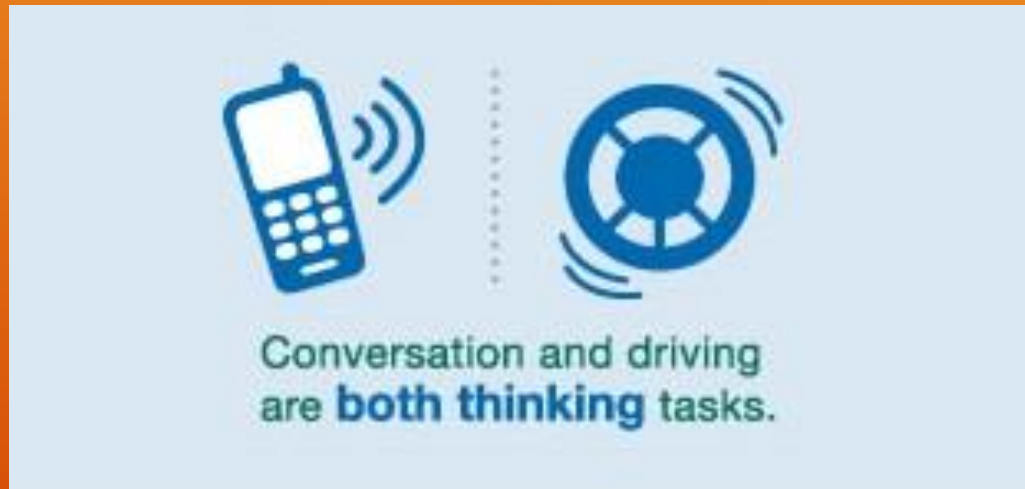 Conversation and driving
are both thinking tasks.